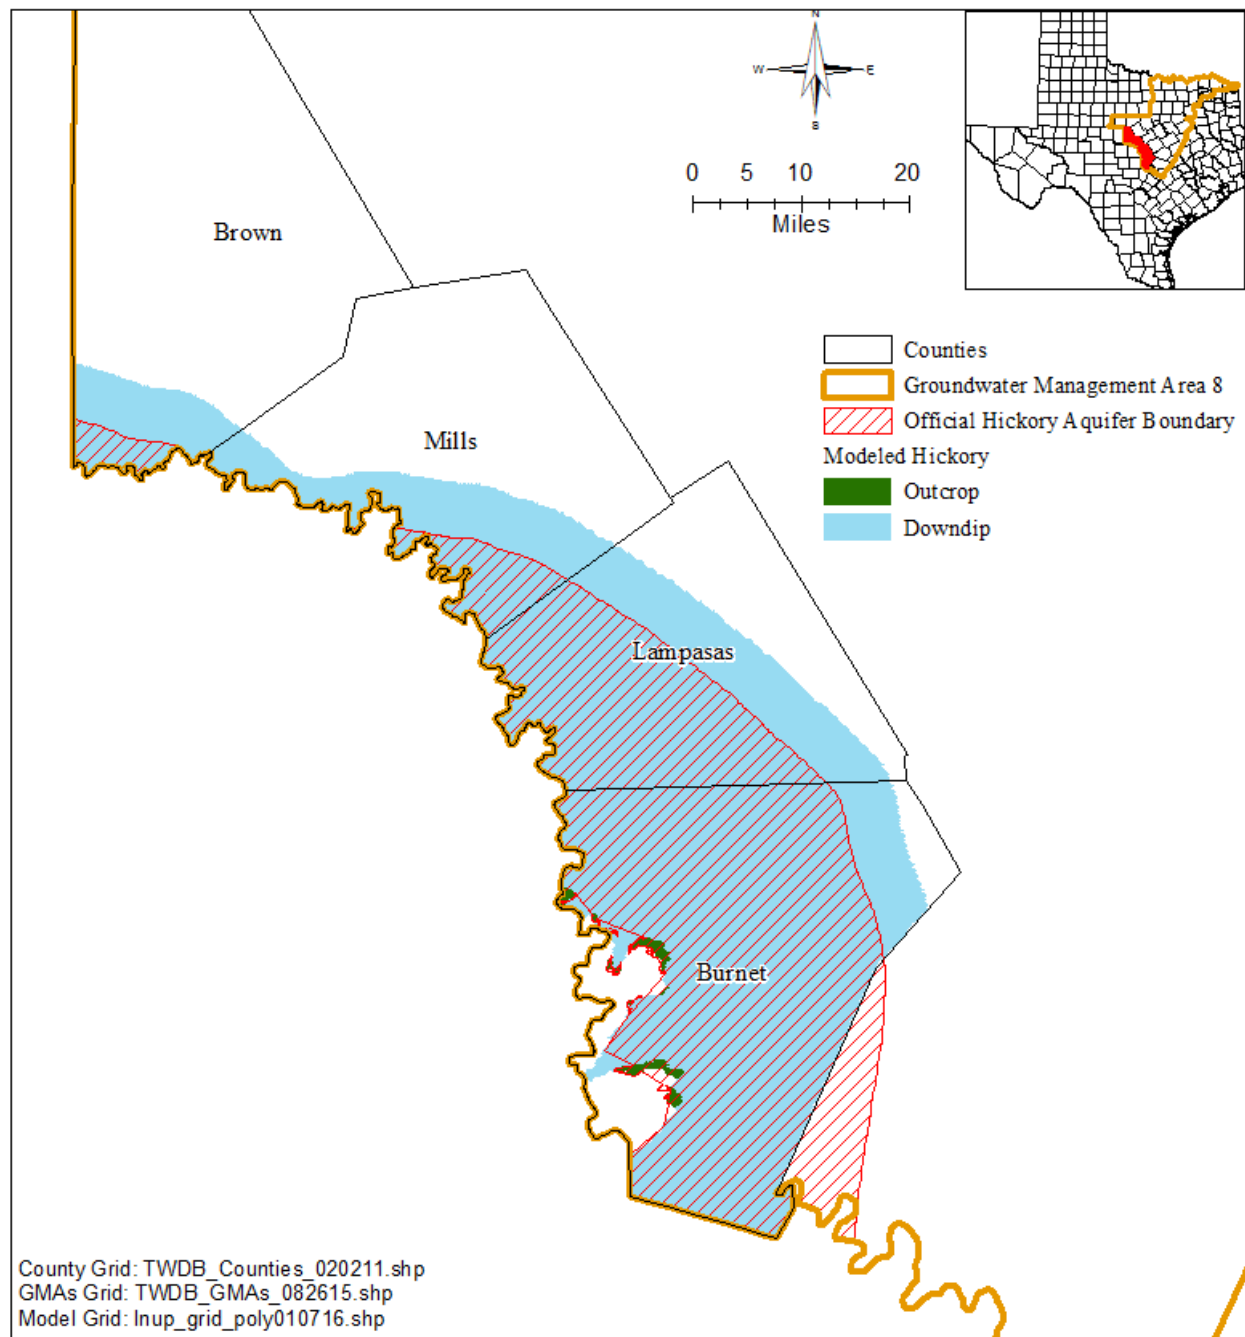 N
W E
S
0 5 10 20
Miles
Brown
Counties
Groundwater Management Area 8
Official Hickory Aquifer Boundary
Mills
Modeled Hickory
Outcrop
Downdip
Lampasas
Burnet
County Grid: TWDB_Counties_020211.shp
GMAs Grid: TWDB_GMAs_082615.shp
Model Grid: lnup_grid_poly010716.shp